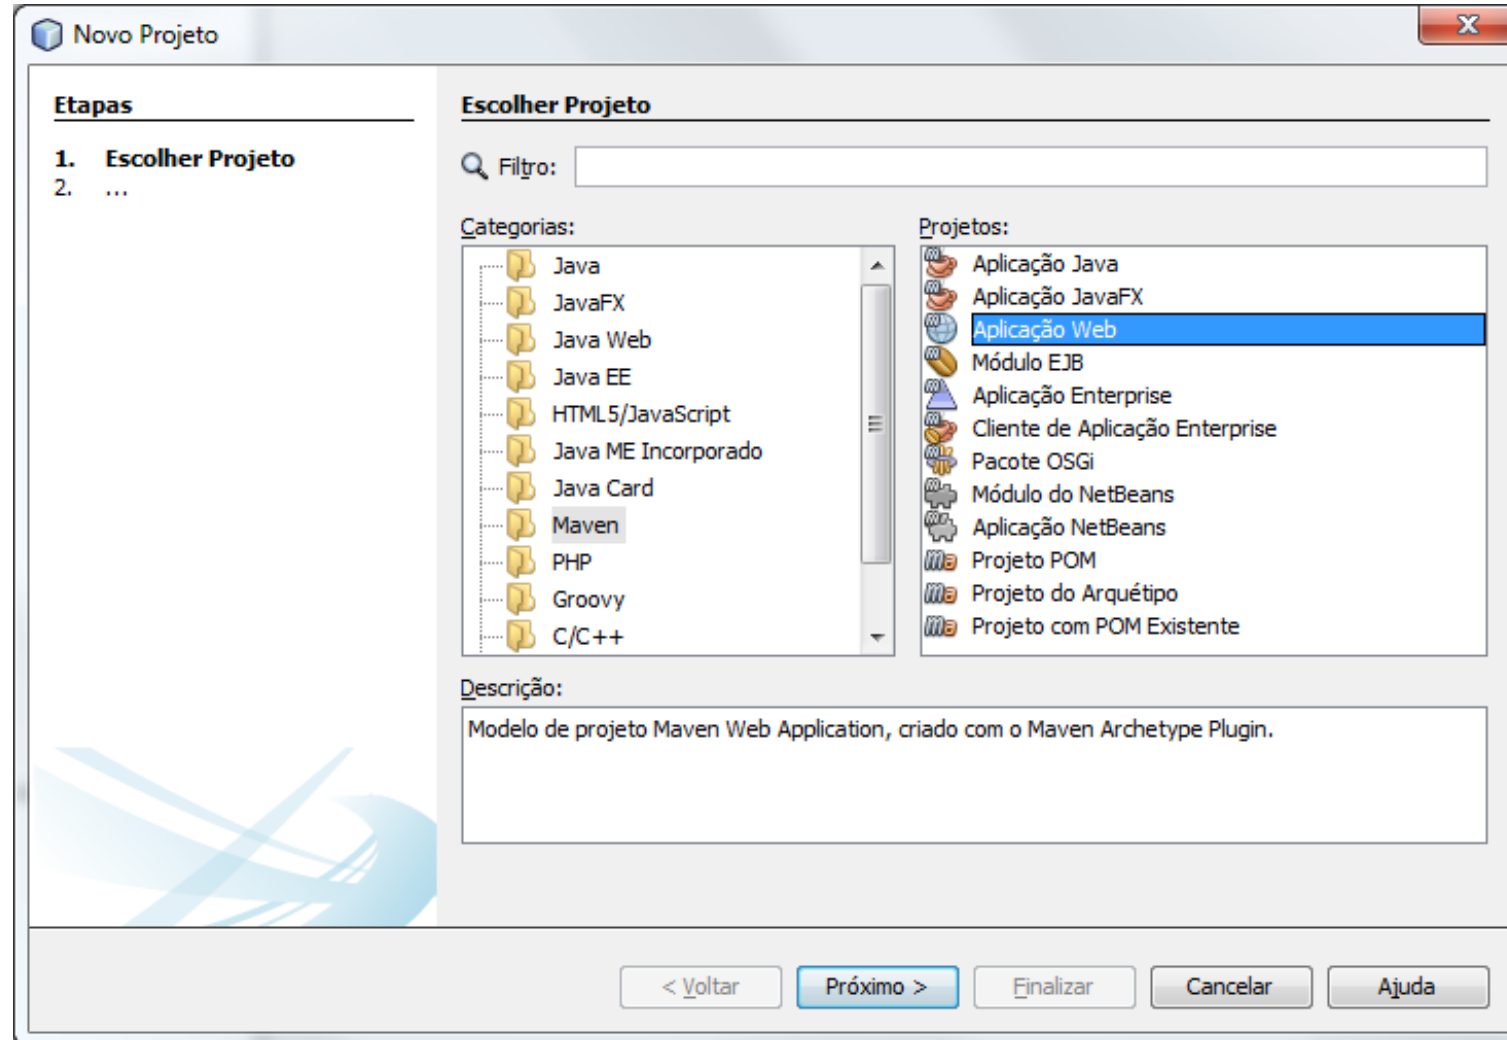 Novo Projeto
Etapas
1. Escolher Projeto
2. ...
Escolher Projeto
Filtro:
Categorias:
Java
JavaFX
Java Web
Java EE
HTML5/JavaScript
Java ME Incorporado
Java Card
Maven
PHP
Groovy
C/C++
Projetos:
Aplicação Java
Aplicação JavaFX
Aplicação Web
Módulo EJB
Aplicação Enterprise
Cliente de Aplicação Enterprise
Pacote OSGi
Módulo do NetBeans
Aplicação NetBeans
Projeto POM
Projeto do Arquétipo
Projeto com POM Existente
Descrição:
Modelo de projeto Maven Web Application, criado com o Maven Archetype Plugin.
< Voltar
Próximo >
Finalizar
Cancelar
Ajuda